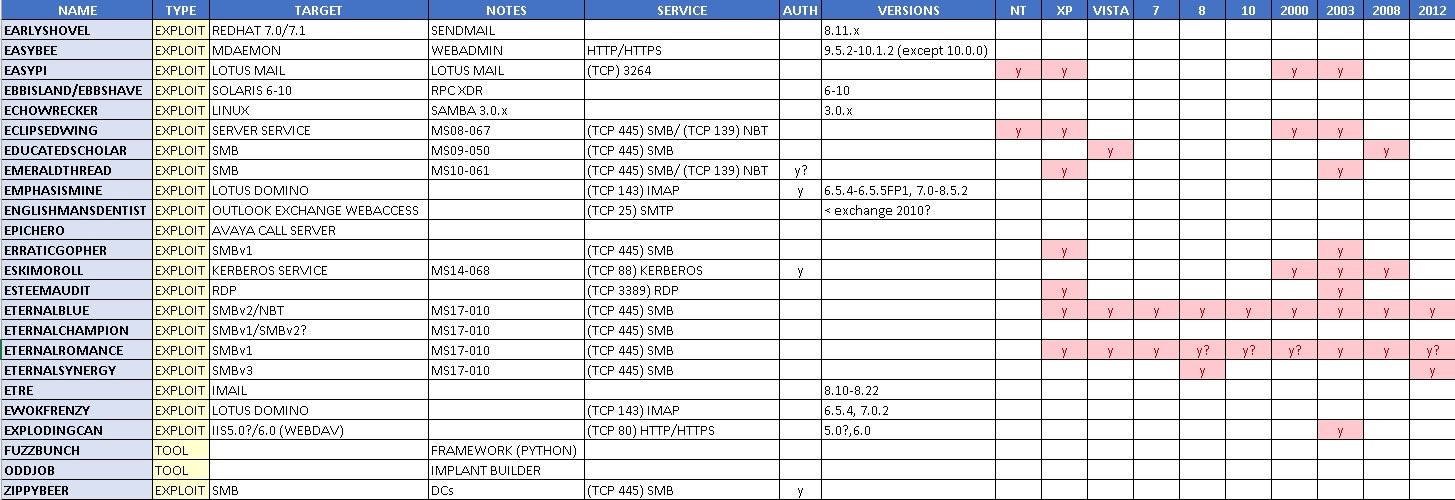 NAME TYPE TARGET NOTES SERVICE AUTH VERSIONS NT XP VISTA 7 8 10 2000 2003 2008 2012
EARLYSHOVEL EXPLOIT REDHAT 7.0/7.1 SENDMAIL 8.11.x
EASYBEE EXPLOIT MDAEMON WEBADMIN HTTP/HTTPS 9.5.2-10.1.2 (except 10.0.0)
EASYPI EXPLOIT LOTUS MAIL LOTUS MAIL (TCP) 3264 y y y y
EBBISLAND/EBBSHAVE EXPLOIT SOLARIS 6-10 RPC XDR 6-10
ECHOWRECKER EXPLOIT LINUX SAMBA 3.0.x 3.0.x
ECLIPSEDWING EXPLOIT SERVER SERVICE MS08-067 (TCP 445) SMB/ (TCP 139) NBT y y y y
EDUCATEDSCHOLAR EXPLOIT SMB MS09-050 (TCP 445) SMB y y
EMERALDTHREAD EXPLOIT SMB MS10-061 (TCP 445) SMB/ (TCP 139) NBT y? y y
EMPHASISMINE EXPLOIT LOTUS DOMINO (TCP 143) IMAP y 6.5.4-6.5.5FP1, 7.0-8.5.2
ENGLISHMANSDENTIST EXPLOIT OUTLOOK EXCHANGE WEBACCESS (TCP 25) SMTP < exchange 2010?
EPICHERO EXPLOIT AVAYA CALL SERVER
ERRATICGOPHER EXPLOIT SMBv1 (TCP 445) SMB y y
ESKIMOROLL EXPLOIT KERBEROS SERVICE MS14-068 (TCP 88) KERBEROS y y y y
ESTEEMAUDIT EXPLOIT RDP (TCP 3389) RDP y y
ETERNALBLUE EXPLOIT SMBv2/NBT MS17-010 (TCP 445) SMB y y y y y y y y y
ETERNALCHAMPION EXPLOIT SMBv1/SMBv2? MS17-010 (TCP 445) SMB
ETERNALROMANCE EXPLOIT SMBv1 MS17-010 (TCP 445) SMB y y y y? y? y? y y y?
ETERNALSYNERGY EXPLOIT SMBv3 MS17-010 (TCP 445) SMB y y
ETRE EXPLOIT IMAIL 8.10-8.22
EWOKFRENZY EXPLOIT LOTUS DOMINO (TCP 143) IMAP 6.5.4, 7.0.2
EXPLODINGCAN EXPLOIT IIS5.0?/6.0 (WEBDAV) (TCP 80) HTTP/HTTPS 5.0?,6.0 y
FUZZBUNCH TOOL FRAMEWORK (PYTHON)
ODDJOB TOOL IMPLANT BUILDER
ZIPPYBEER EXPLOIT SMB DCs (TCP 445) SMB y